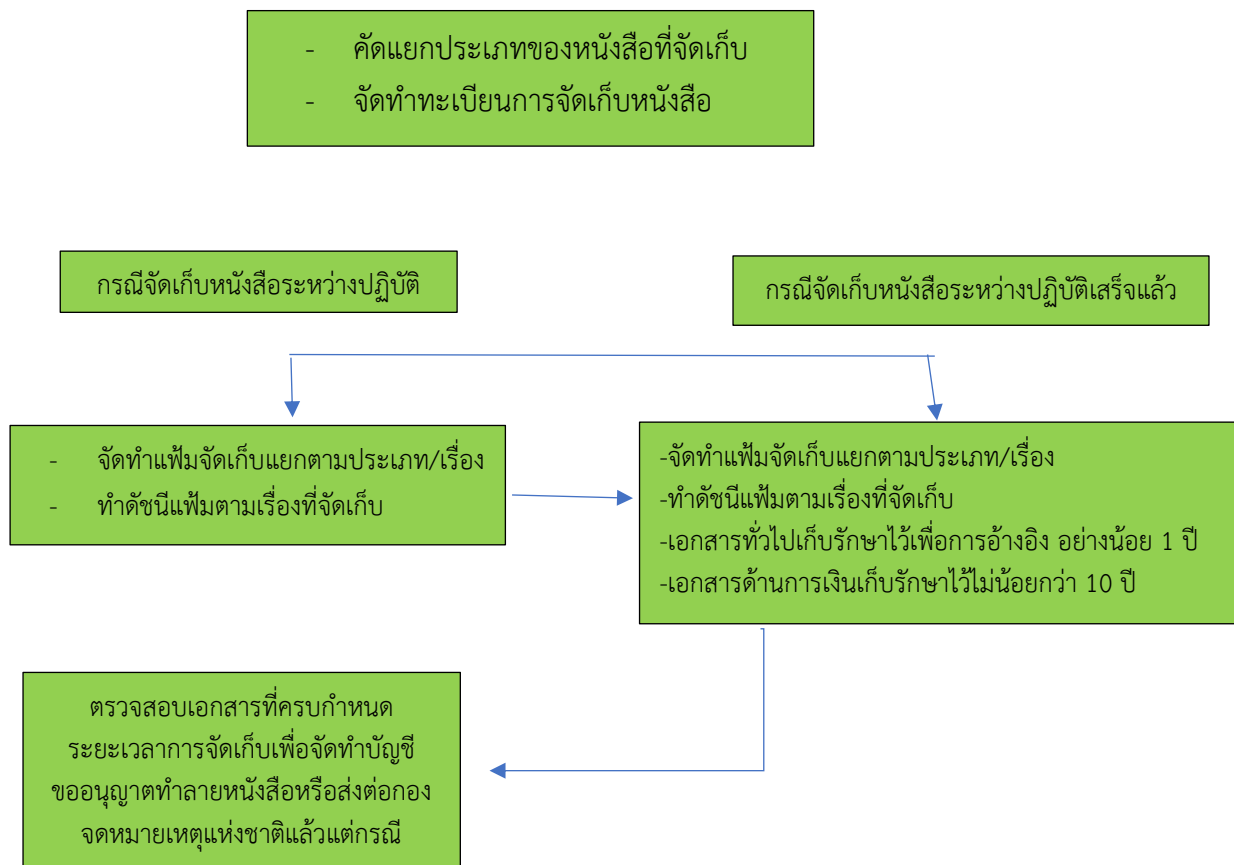 - คัดแยกประเภทของหนังสือที่จัดเก็บ
- จัดทำทะเบียนการจัดเก็บหนังสือ
กรณีจัดเก็บหนังสือระหว่างปฏิบัติ
กรณีจัดเก็บหนังสือระหว่างปฏิบัติเสร็จแล้ว
- จัดทำแฟ้มจัดเก็บแยกตามประเภท/เรื่อง
- ทำดัชนีแฟ้มตามเรื่องที่จัดเก็บ
-จัดทำแฟ้มจัดเก็บแยกตามประเภท/เรื่อง
-ทำดัชนีแฟ้มตามเรื่องที่จัดเก็บ
-เอกสารทั่วไปเก็บรักษาไว้เพื่อการอ้างอิง อย่างน้อย 1 ปี
-เอกสารด้านการเงินเก็บรักษาไว้ไม่น้อยกว่า 10 ปี
ตรวจสอบเอกสารที่ครบกำหนด
ระยะเวลาการจัดเก็บเพื่อจัดทำบัญชี
ขออนุญาตทำลายหนังสือหรือส่งต่อกอง
จดหมายเหตุแห่งชาติแล้วแต่กรณี